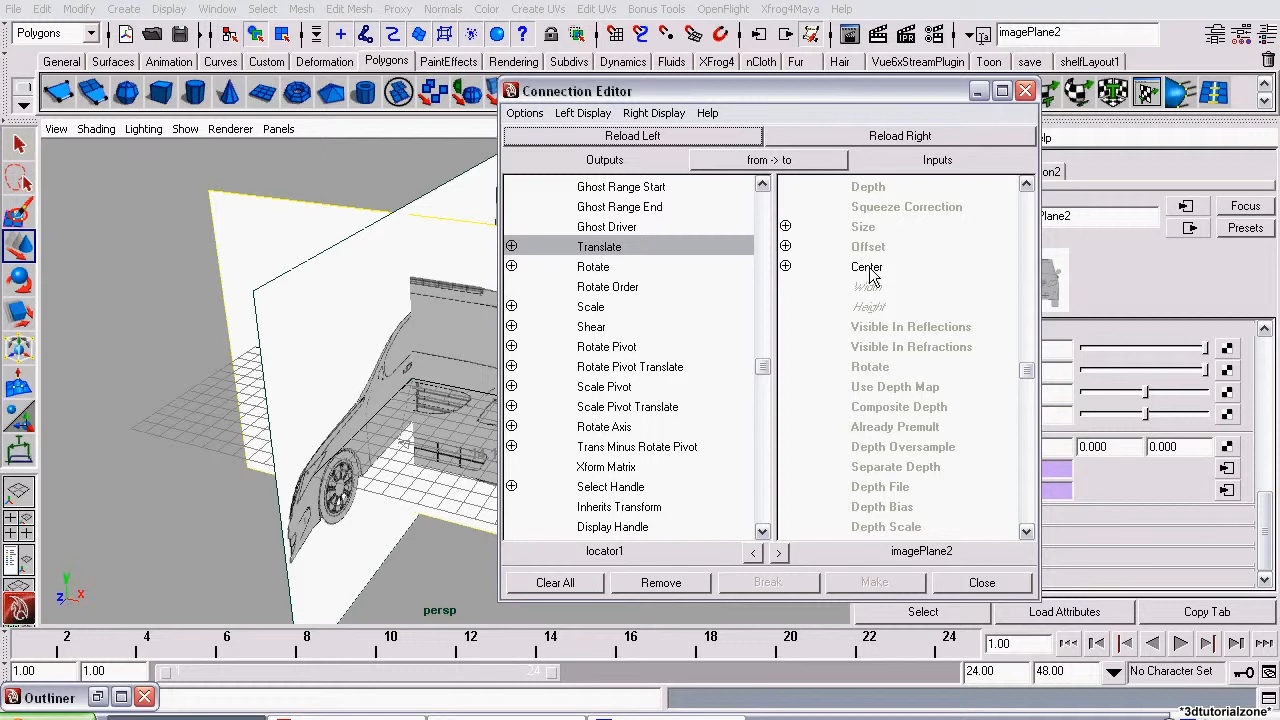 File Edit Modify Create Display Window Select Mesh Edit Mesh Proxy Normals Color Create UVs Edit UVs Bonus Tools OpenFlight Xfrog4Maya Help
Polygons imagePlane2
General Surfaces Animation Curves Custom Deformation Polygons PaintEffects Rendering Subdivs Dynamics Fluids XFrog4 nCloth Fur Hair Vue6xStreamPlugin Toon save shelfLayout1
View Shading Lighting Show Renderer Panels
Connection Editor
Options Left Display Right Display Help
Reload Left Reload Right
Outputs from -> to Inputs
Ghost Range Start Depth
Ghost Range End Squeeze Correction
Ghost Driver Size
Translate Offset
Rotate Center
Rotate Order Width
Scale Height
Shear Visible In Reflections
Rotate Pivot Visible In Refractions
Rotate Pivot Translate Rotate
Scale Pivot Use Depth Map
Scale Pivot Translate Composite Depth
Rotate Axis Already Premult
Trans Minus Rotate Pivot Depth Oversample
Xform Matrix Separate Depth
Select Handle Depth File
Inherits Transform Depth Bias
Display Handle Depth Scale
locator1 < > imagePlane2
Clear All Remove Break Make Close
elp
on2
Plane2 Focus
Presets
0.000 0.000
y
z x
persp
Select Load Attributes Copy Tab
2 4 6 8 10 12 14 16 18 20 22 24 1.00
1.00 1.00 1 24 24.00 48.00 No Character Set
Outliner
*3dtutorialzone*